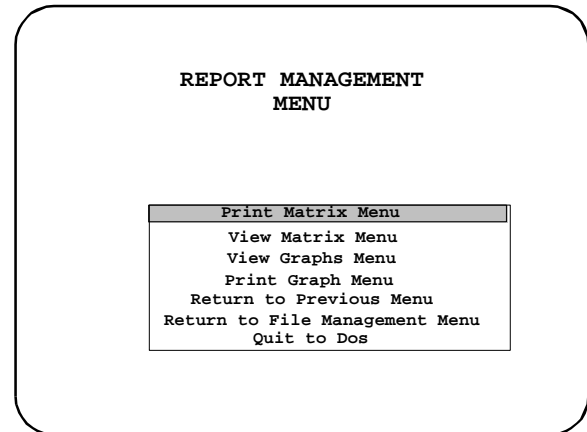 REPORT MANAGEMENT
MENU
Print Matrix Menu
View Matrix Menu
View Graphs Menu
Print Graph Menu
Return to Previous Menu
Return to File Management Menu
Quit to Dos